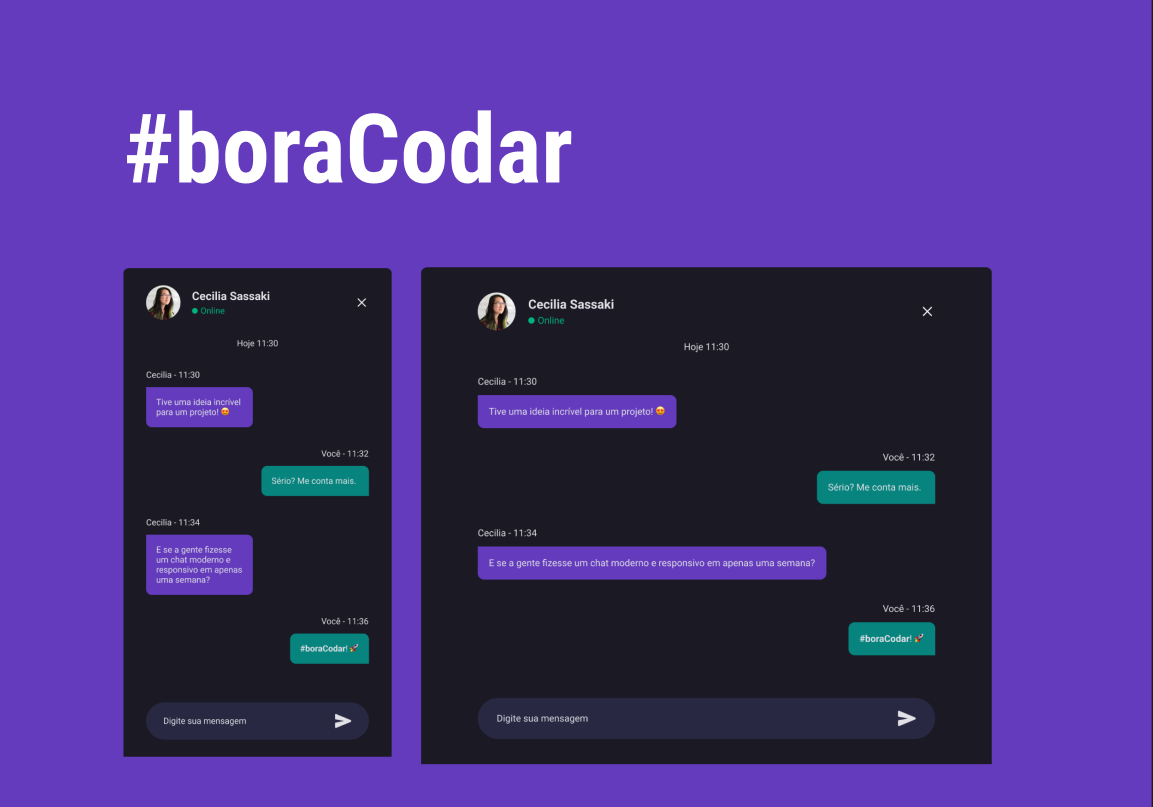 #boraCodar
Cecilia Sassaki
Online
Hoje 11:30
Cecilia - 11:30
Tive uma ideia incrível
para um projeto! 😍
Você - 11:32
Sério? Me conta mais.
Cecilia - 11:34
E se a gente fizesse
um chat moderno e
responsivo em apenas
uma semana?
Você - 11:36
#boraCodar! 🚀
Digite sua mensagem
Cecilia Sassaki
Online
Hoje 11:30
Cecilia - 11:30
Tive uma ideia incrível para um projeto! 😍
Você - 11:32
Sério? Me conta mais.
Cecilia - 11:34
E se a gente fizesse um chat moderno e responsivo em apenas uma semana?
Você - 11:36
#boraCodar! 🚀
Digite sua mensagem